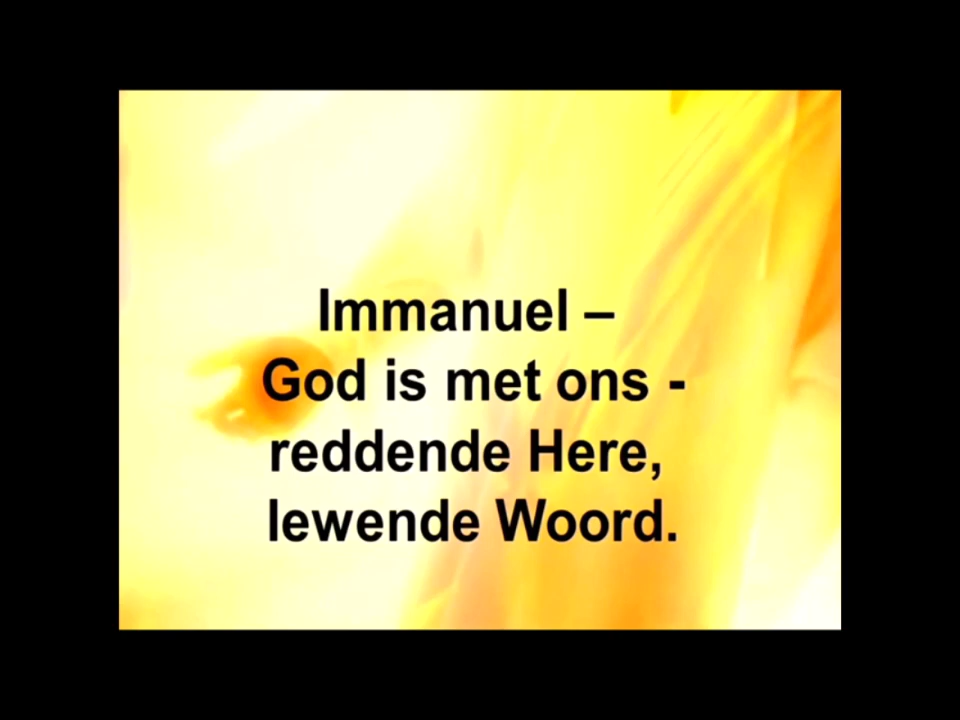 Immanuel –
God is met ons -
reddende Here,
lewende Woord.